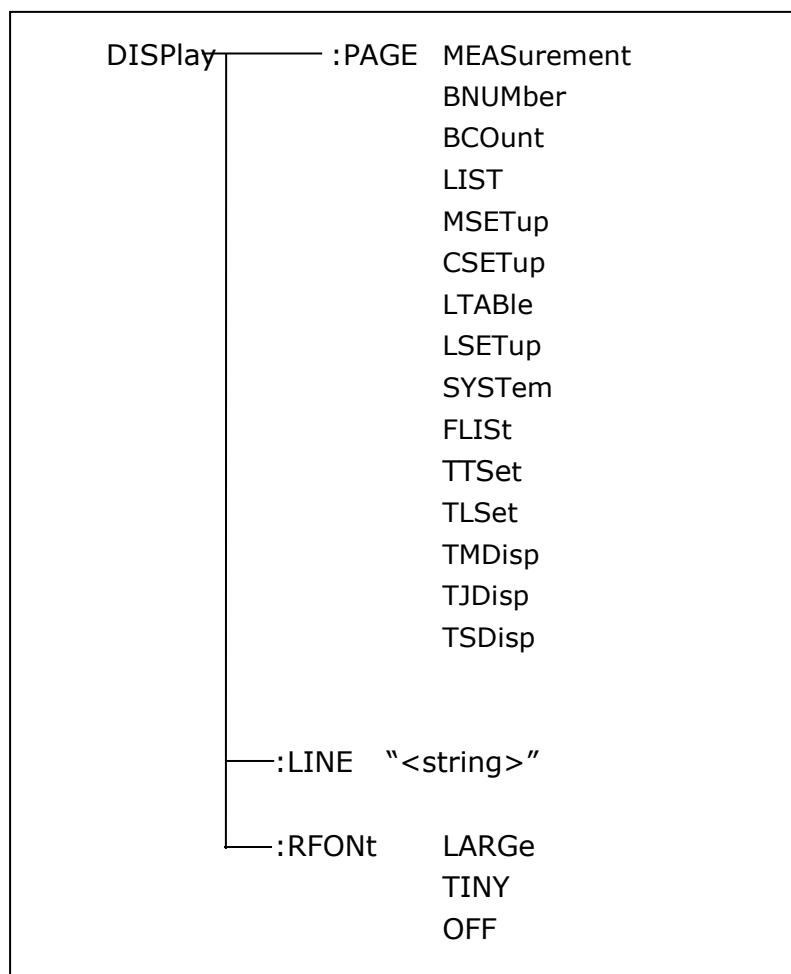 DISPlay :PAGE MEASurement
BNUMber
BCOunt
LIST
MSETup
CSETup
LTABle
LSETup
SYSTem
FLISt
TTSet
TLSet
TMDisp
TJDisp
TSDisp
:LINE “<string>”
:RFONt LARGe
TINY
OFF